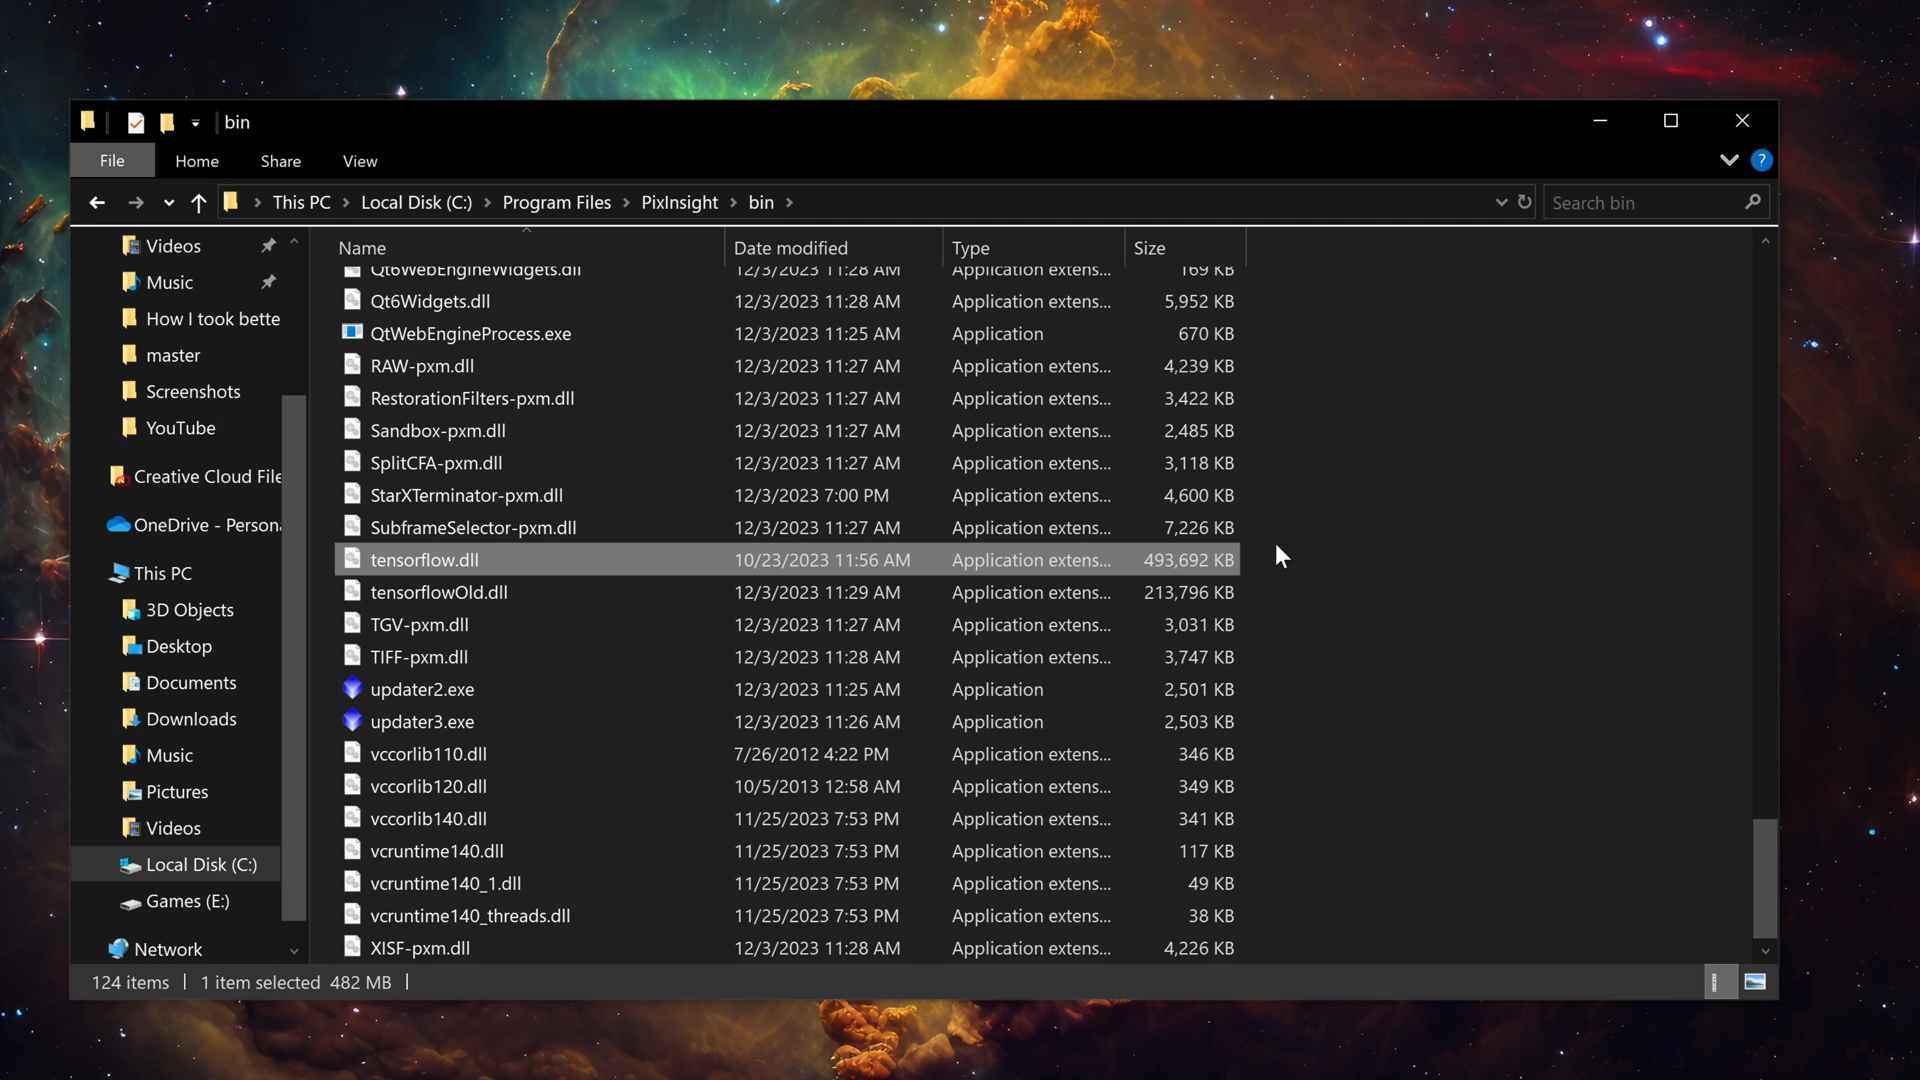 bin
File Home Share View
?
This PC Local Disk (C:) Program Files PixInsight bin
Search bin
Videos
Music
How I took bette
master
Screenshots
YouTube
Creative Cloud File
OneDrive - Persona
This PC
3D Objects
Desktop
Documents
Downloads
Music
Pictures
Videos
Local Disk (C:)
Games (E:)
Network
Name Date modified Type Size
Qt6WebEngineWidgets.dll 12/3/2023 11:28 AM Application extens... 169 KB
Qt6Widgets.dll 12/3/2023 11:28 AM Application extens... 5,952 KB
QtWebEngineProcess.exe 12/3/2023 11:25 AM Application 670 KB
RAW-pxm.dll 12/3/2023 11:27 AM Application extens... 4,239 KB
RestorationFilters-pxm.dll 12/3/2023 11:27 AM Application extens... 3,422 KB
Sandbox-pxm.dll 12/3/2023 11:27 AM Application extens... 2,485 KB
SplitCFA-pxm.dll 12/3/2023 11:27 AM Application extens... 3,118 KB
StarXTerminator-pxm.dll 12/3/2023 7:00 PM Application extens... 4,600 KB
SubframeSelector-pxm.dll 12/3/2023 11:27 AM Application extens... 7,226 KB
tensorflow.dll 10/23/2023 11:56 AM Application extens... 493,692 KB
tensorflowOld.dll 12/3/2023 11:29 AM Application extens... 213,796 KB
TGV-pxm.dll 12/3/2023 11:27 AM Application extens... 3,031 KB
TIFF-pxm.dll 12/3/2023 11:28 AM Application extens... 3,747 KB
updater2.exe 12/3/2023 11:25 AM Application 2,501 KB
updater3.exe 12/3/2023 11:26 AM Application 2,503 KB
vccorlib110.dll 7/26/2012 4:22 PM Application extens... 346 KB
vccorlib120.dll 10/5/2013 12:58 AM Application extens... 349 KB
vccorlib140.dll 11/25/2023 7:53 PM Application extens... 341 KB
vcruntime140.dll 11/25/2023 7:53 PM Application extens... 117 KB
vcruntime140_1.dll 11/25/2023 7:53 PM Application extens... 49 KB
vcruntime140_threads.dll 11/25/2023 7:53 PM Application extens... 38 KB
XISF-pxm.dll 12/3/2023 11:28 AM Application extens... 4,226 KB
124 items 1 item selected 482 MB